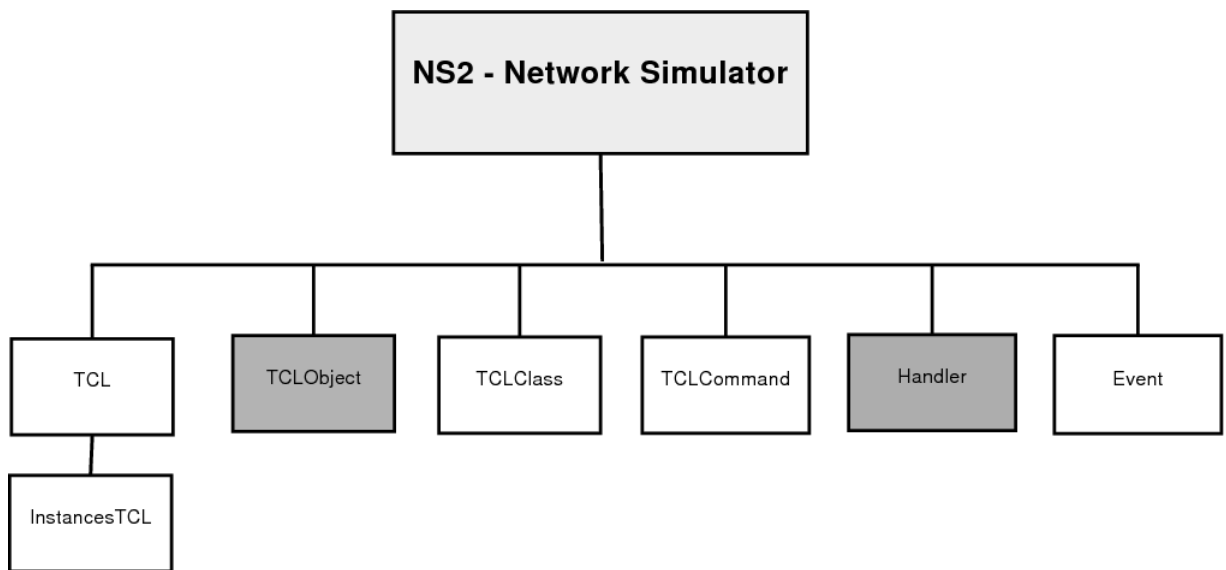 NS2 - Network Simulator
TCL
TCLObject
TCLClass
TCLCommand
Handler
Event
InstancesTCL